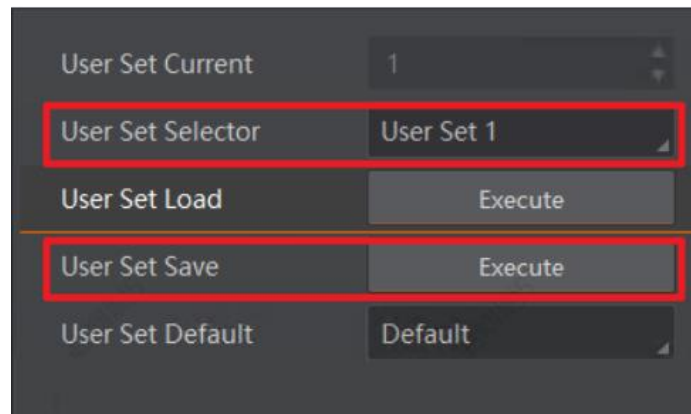 User Set Current 1
User Set Selector User Set 1
User Set Load Execute
User Set Save Execute
User Set Default Default